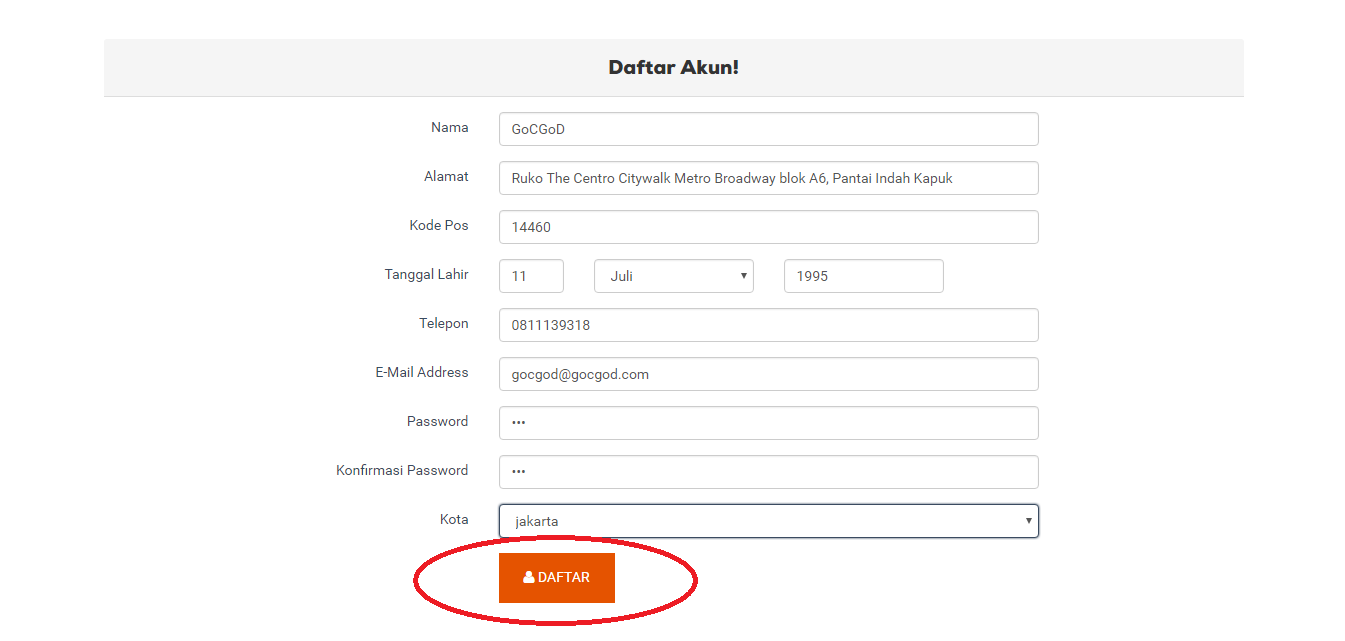 Daftar Akun!
Nama GoCGoD
Alamat Ruko The Centro Citywalk Metro Broadway blok A6, Pantai Indah Kapuk
Kode Pos 14460
Tanggal Lahir 11 Juli 1995
Telepon 0811139318
E-Mail Address gocgod@gocgod.com
Password •••
Konfirmasi Password •••
Kota jakarta
DAFTAR